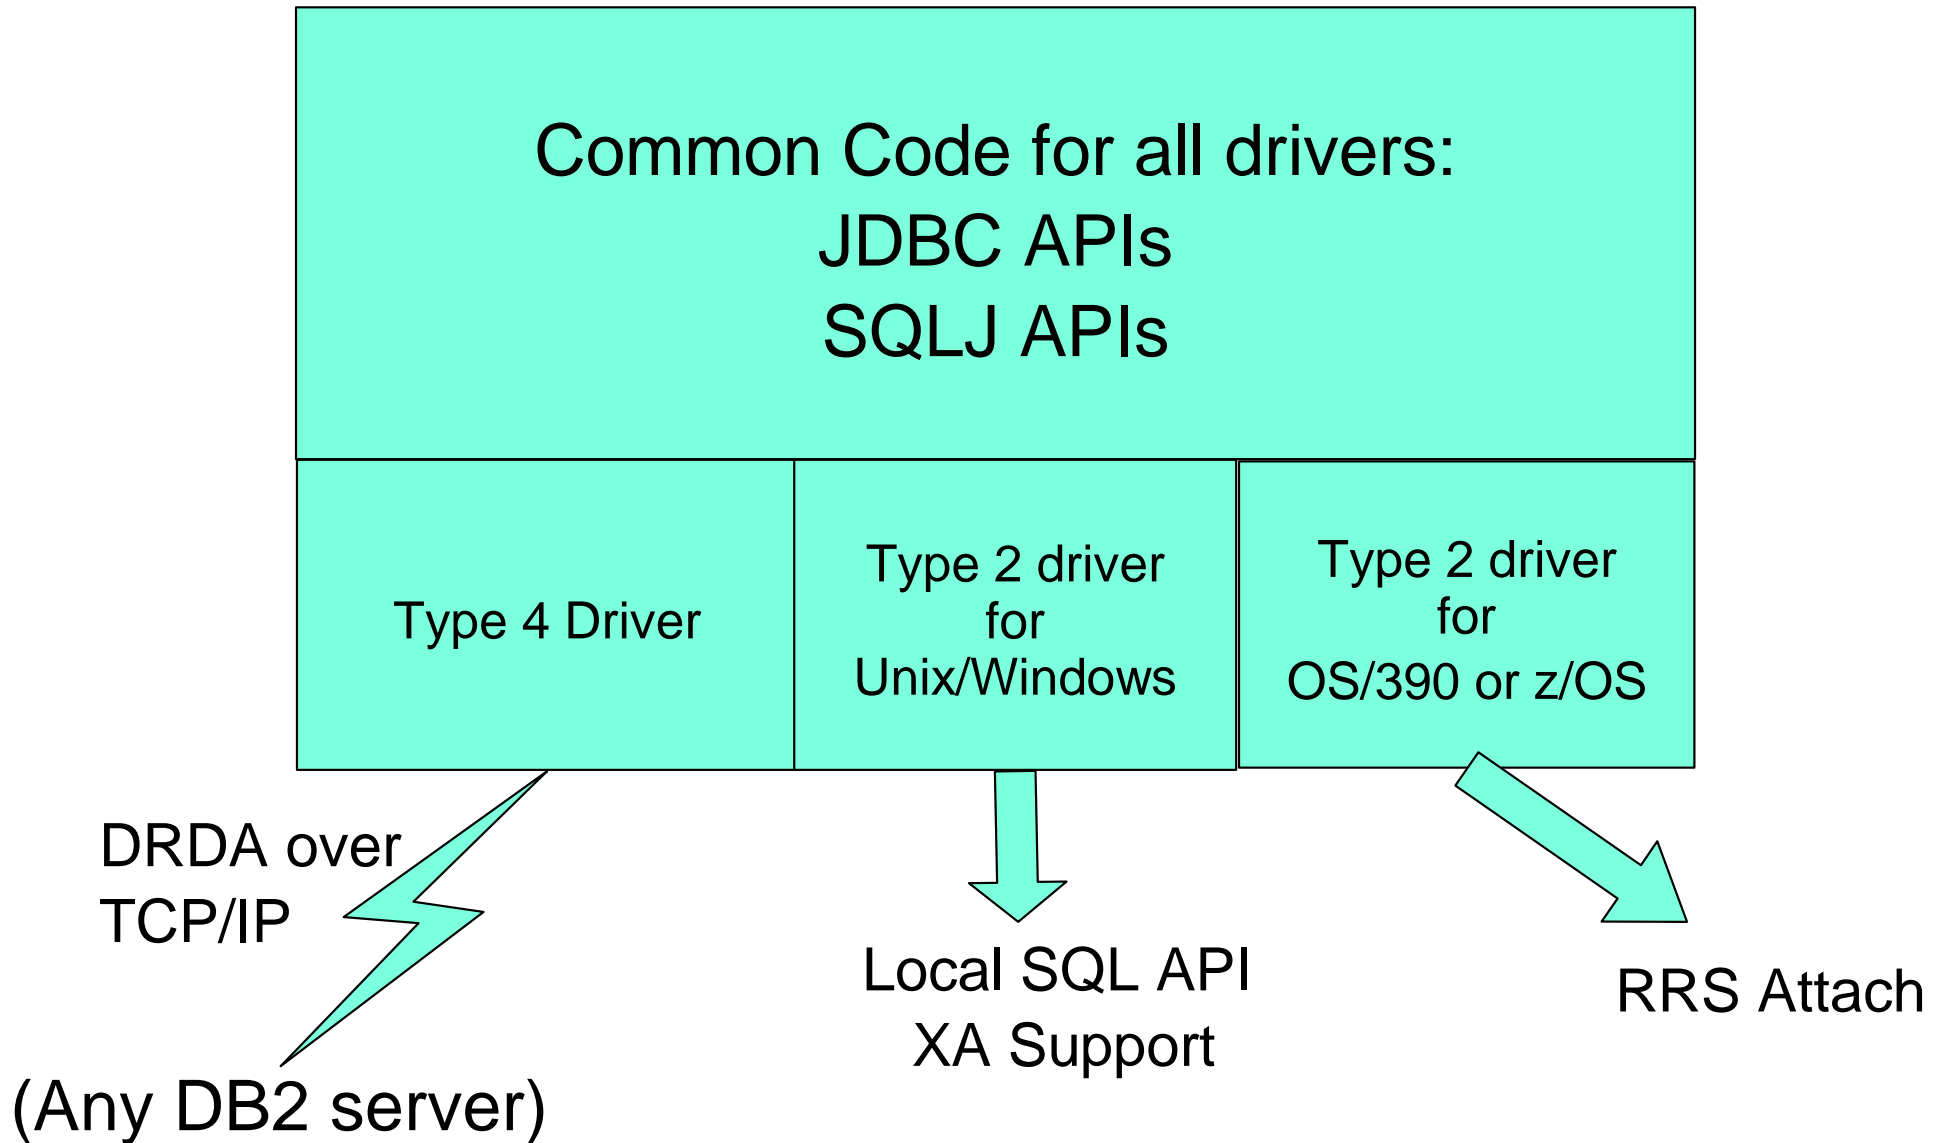 Common Code for all drivers:
JDBC APIs
SQLJ APIs
Type 4 Driver
Type 2 driver
for
Unix/Windows
Type 2 driver
for
OS/390 or z/OS
DRDA over
TCP/IP
(Any DB2 server)
Local SQL API
XA Support
RRS Attach